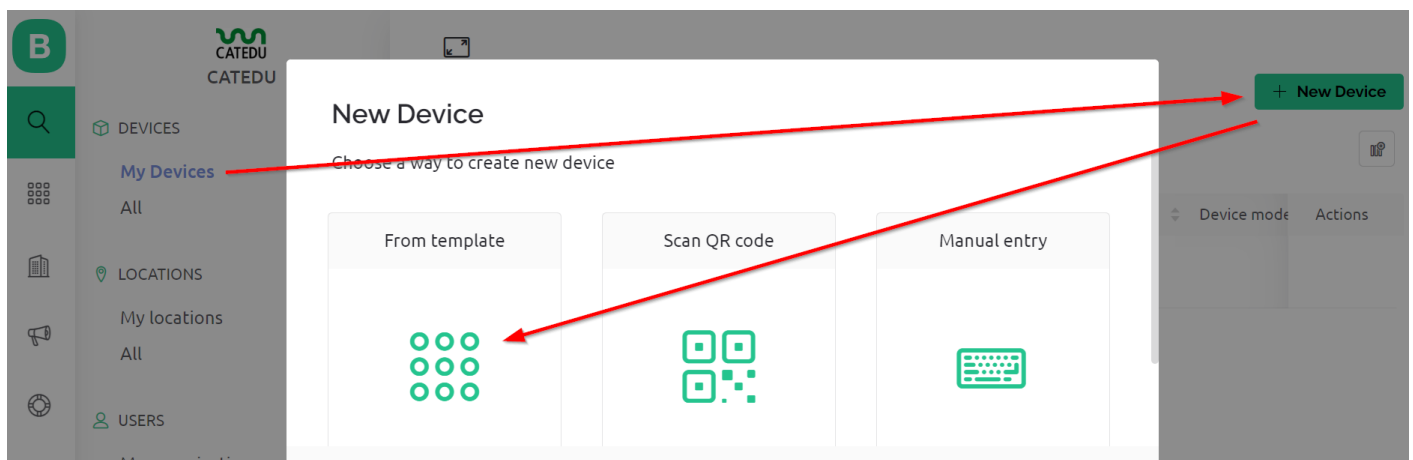 B
CATEDU
CATEDU
DEVICES
My Devices
All
LOCATIONS
My locations
All
USERS
New Device
Choose a way to create new device
From template
Scan QR code
Manual entry
+ New Device
Device mode
Actions